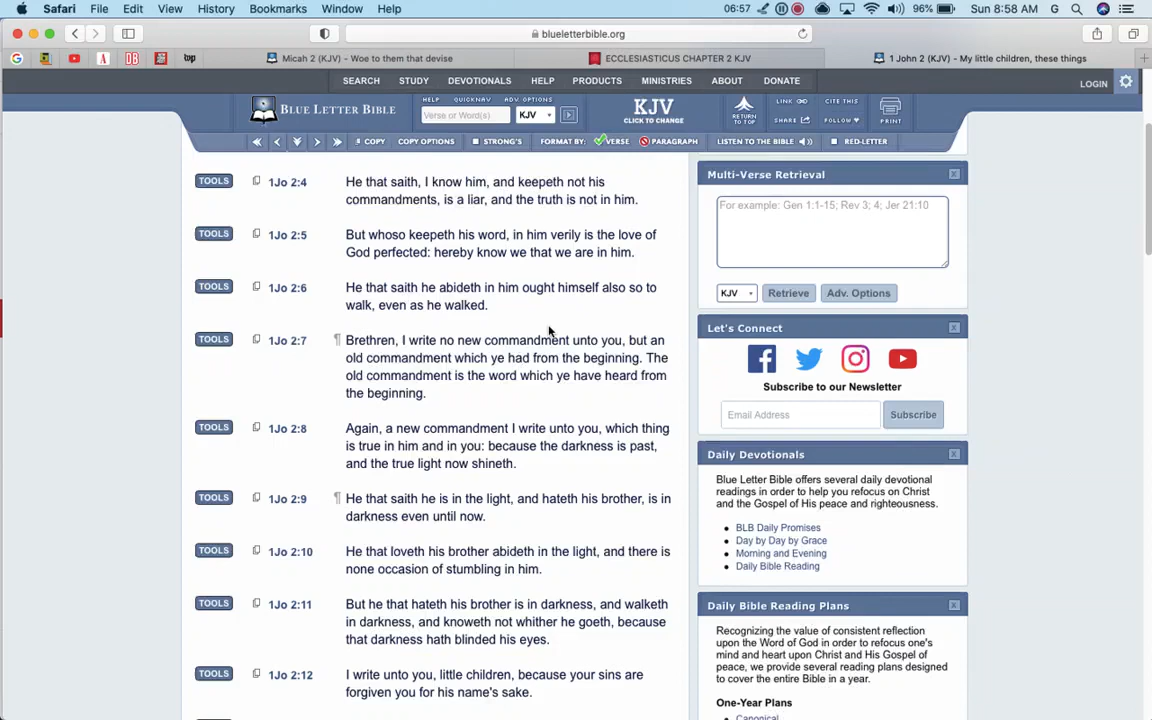 Safari File Edit View History Bookmarks Window Help 06:57 96% Sun 8:58 AM G
blueletterbible.org
Micah 2 (KJV) - Woe to them that devise
ECCLESIASTICUS CHAPTER 2 KJV
1 John 2 (KJV) - My little children, these things
SEARCH STUDY DEVOTIONALS HELP PRODUCTS MINISTRIES ABOUT DONATE LOGIN
BLUE LETTER BIBLE
HELP QUICKNAV ADV OPTIONS
Verse or Word(s) KJV
KJV
CLICK TO CHANGE
RETURN
TO TOP
LINK CITE THIS
SHARE FOLLOW
PRINT
COPY COPY OPTIONS STRONG'S FORMAT BY: VERSE PARAGRAPH LISTEN TO THE BIBLE RED-LETTER
TOOLS 1Jo 2:4 He that saith, I know him, and keepeth not his
commandments, is a liar, and the truth is not in him.
TOOLS 1Jo 2:5 But whoso keepeth his word, in him verily is the love of
God perfected: hereby know we that we are in him.
TOOLS 1Jo 2:6 He that saith he abideth in him ought himself also so to
walk, even as he walked.
TOOLS 1Jo 2:7 ¶ Brethren, I write no new commandment unto you, but an
old commandment which ye had from the beginning. The
old commandment is the word which ye have heard from
the beginning.
TOOLS 1Jo 2:8 Again, a new commandment I write unto you, which thing
is true in him and in you: because the darkness is past,
and the true light now shineth.
TOOLS 1Jo 2:9 ¶ He that saith he is in the light, and hateth his brother, is in
darkness even until now.
TOOLS 1Jo 2:10 He that loveth his brother abideth in the light, and there is
none occasion of stumbling in him.
TOOLS 1Jo 2:11 But he that hateth his brother is in darkness, and walketh
in darkness, and knoweth not whither he goeth, because
that darkness hath blinded his eyes.
TOOLS 1Jo 2:12 I write unto you, little children, because your sins are
forgiven you for his name's sake.
Multi-Verse Retrieval
For example: Gen 1:1-15; Rev 3; 4; Jer 21:10
KJV Retrieve Adv. Options
Let's Connect
Subscribe to our Newsletter
Email Address Subscribe
Daily Devotionals
Blue Letter Bible offers several daily devotional
readings in order to help you refocus on Christ
and the Gospel of His peace and righteousness.
BLB Daily Promises
Day by Day by Grace
Morning and Evening
Daily Bible Reading
Daily Bible Reading Plans
Recognizing the value of consistent reflection
upon the Word of God in order to refocus one's
mind and heart upon Christ and His Gospel of
peace, we provide several reading plans designed
to cover the entire Bible in a year.
One-Year Plans
Canonical